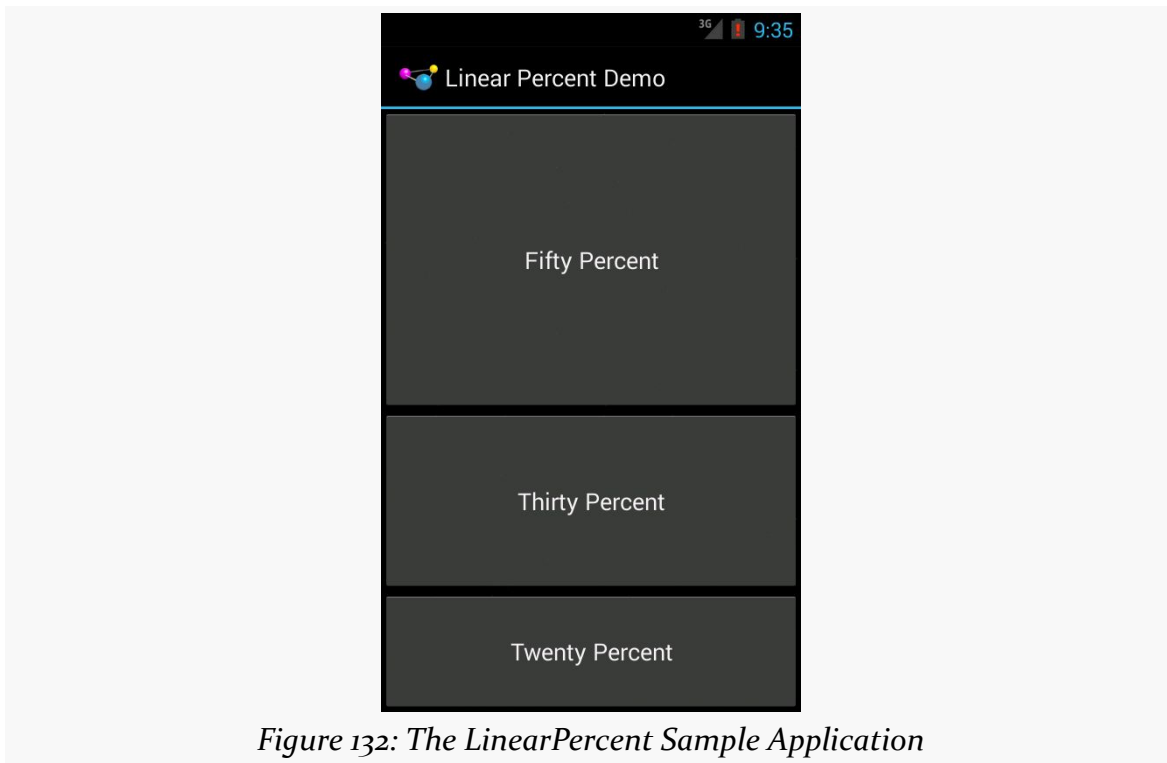 3G 9:35
Linear Percent Demo
Fifty Percent
Thirty Percent
Twenty Percent
Figure 132: The LinearPercent Sample Application